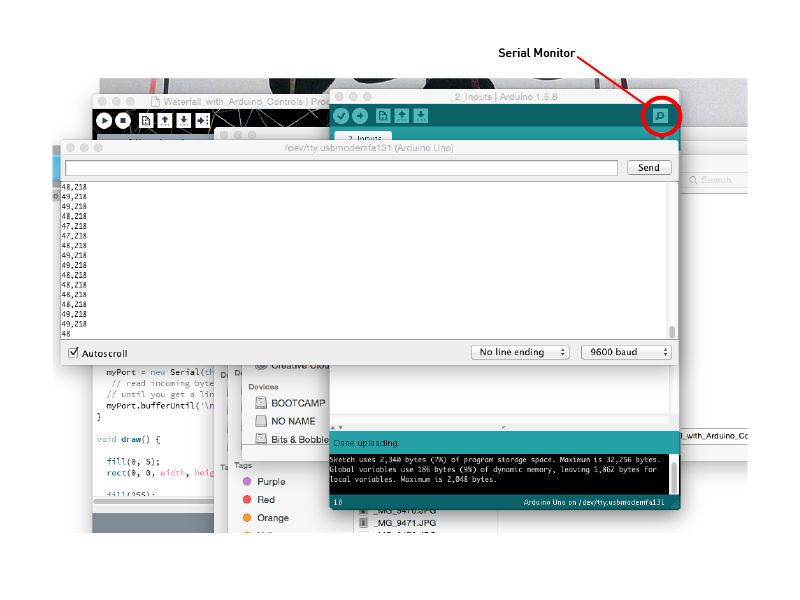 Serial Monitor
Waterfall_with_Arduino_Controls | Proc
_2_Inputs | Arduino 1.5.8
2 Inputs
/dev/tty.usbmodemfa131 (Arduino Uno)
Send
Search
48,218
49,218
49,218
48,218
47,218
47,218
48,218
49,218
49,218
48,218
48,218
48,218
48,218
49,218
49,218
48
Autoscroll
No line ending
9600 baud
myPort = new Serial(th
// read incoming byte
// until you get a lin
myPort.bufferUntil('\n
}
void draw() {
fill(0, 5);
rect(0, 0, width, heig
fill(255);
Creative Clou
Devices
BOOTCAMP
NO NAME
Bits & Bobble
Tags
Purple
Red
Orange
Done uploading.
Sketch uses 2,340 bytes (7%) of program storage space. Maximum is 32,256 bytes.
Global variables use 186 bytes (9%) of dynamic memory, leaving 1,862 bytes for
local variables. Maximum is 2,048 bytes.
18
Arduino Uno on /dev/tty.usbmodemfa131
l_with_Arduino_Co
_MG_9470.JPG
_MG_9471.JPG